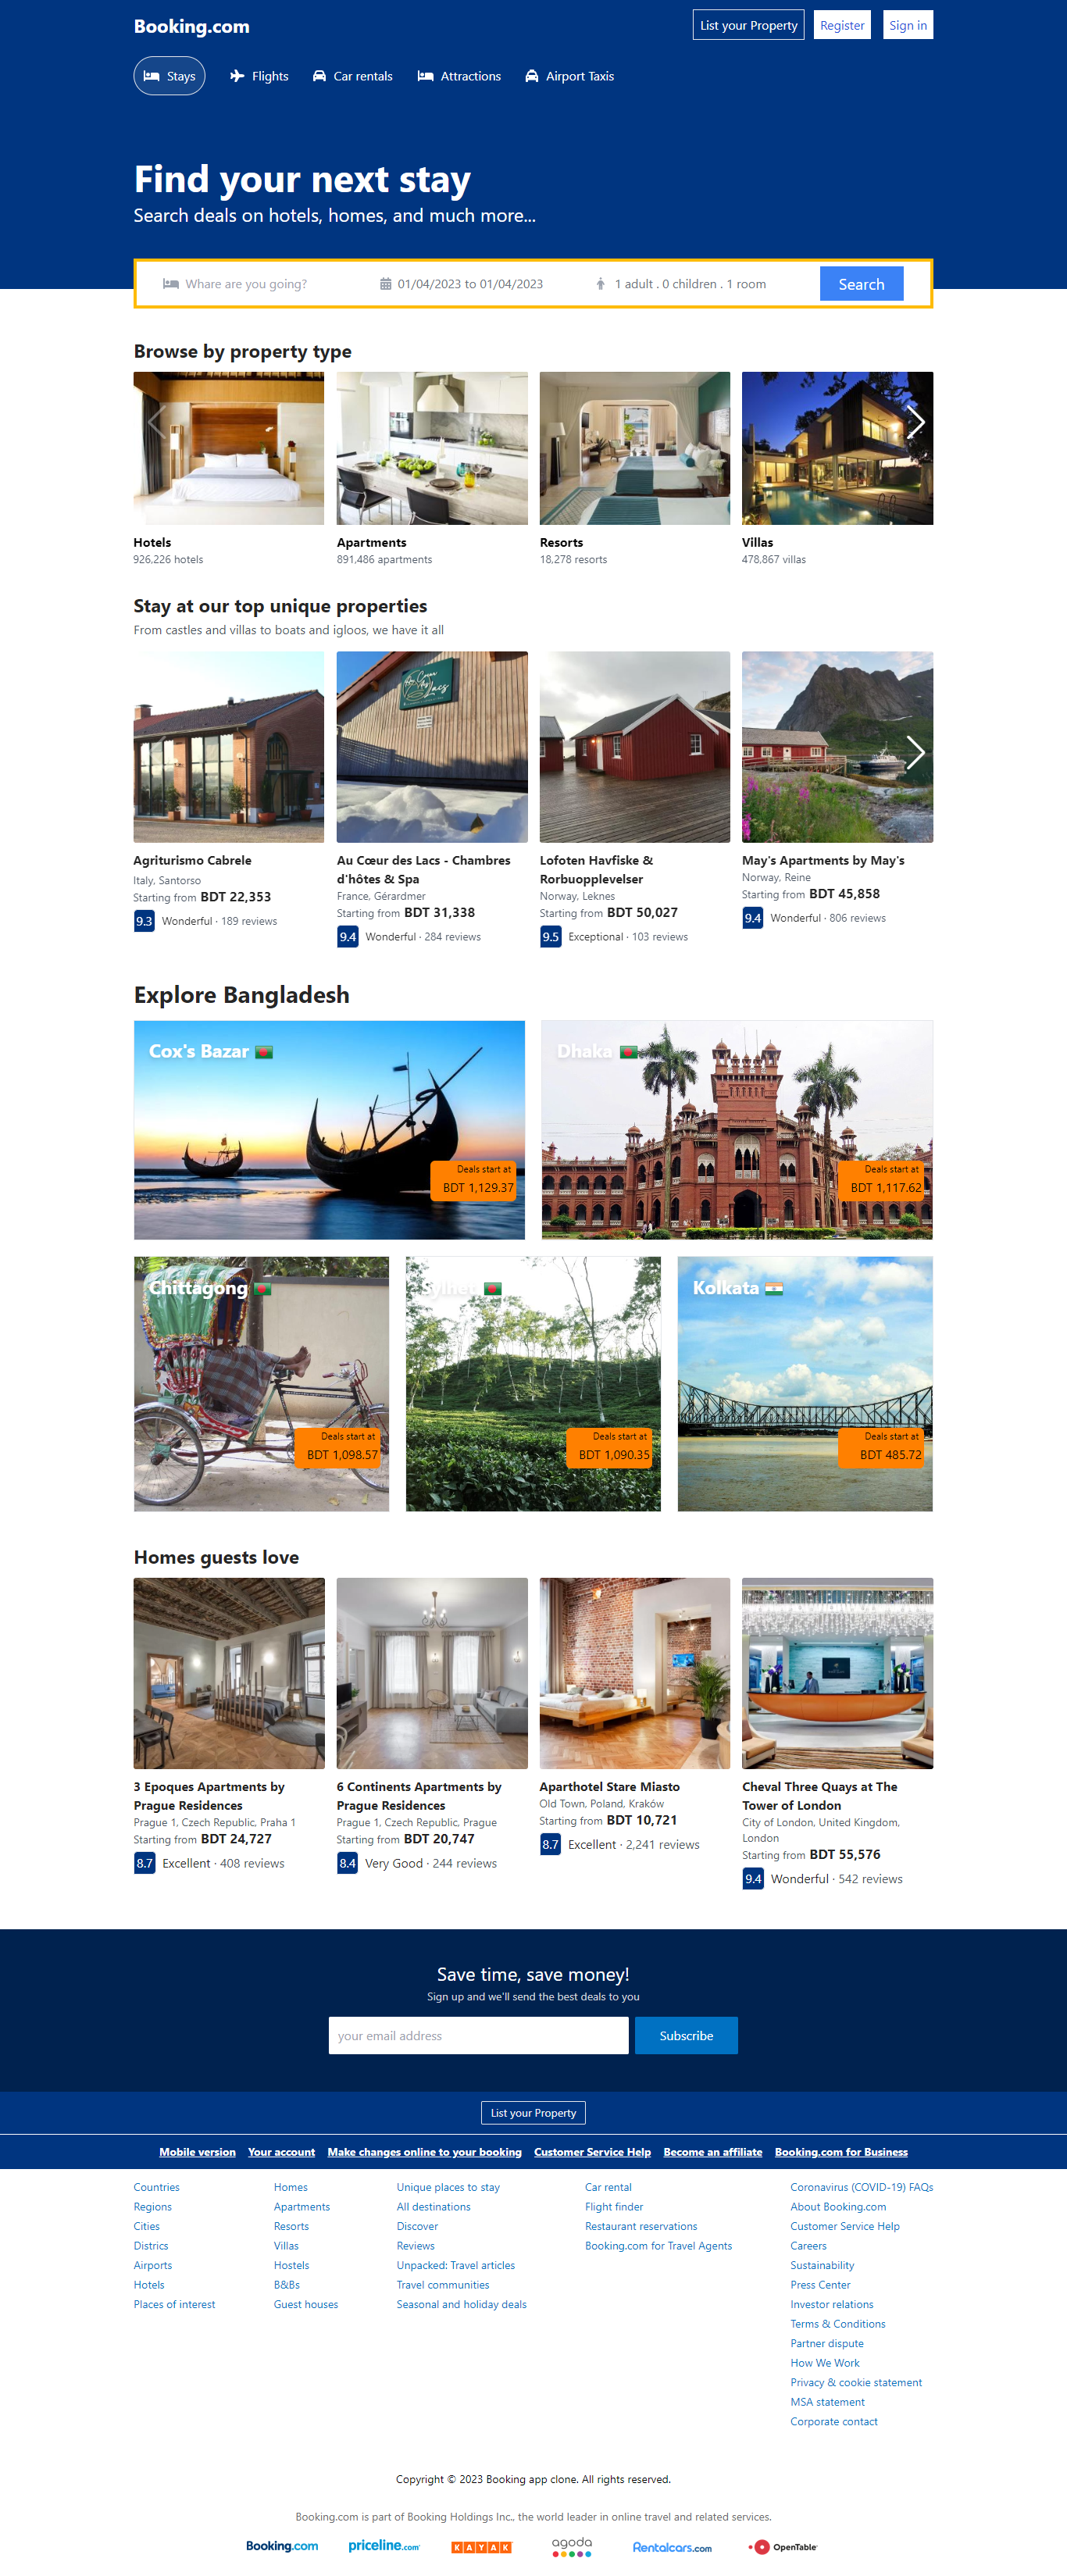 Booking.com
List your Property
Register
Sign in
Stays
Flights
Car rentals
Attractions
Airport Taxis
Find your next stay
Search deals on hotels, homes, and much more...
Where are you going?
01/04/2023 to 01/04/2023
1 adult . 0 children . 1 room
Search
Browse by property type
Hotels
926,226 hotels
Apartments
891,486 apartments
Resorts
18,278 resorts
Villas
478,867 villas
Stay at our top unique properties
From castles and villas to boats and igloos, we have it all
Agriturismo Cabrele
Italy, Santorso
Starting from BDT 22,353
9.3 Wonderful · 189 reviews
Au Cœur des Lacs - Chambres
d'hôtes & Spa
France, Gérardmer
Starting from BDT 31,338
9.4 Wonderful · 284 reviews
Lofoten Havfiske &
Rorbuopplevelser
Norway, Leknes
Starting from BDT 50,027
9.5 Exceptional · 103 reviews
May's Apartments by May's
Norway, Reine
Starting from BDT 45,858
9.4 Wonderful · 806 reviews
Explore Bangladesh
Cox's Bazar
Deals start at
BDT 1,129.37
Dhaka
Deals start at
BDT 1,117.62
Chittagong
Deals start at
BDT 1,098.57
Deals start at
BDT 1,090.35
Kolkata
Deals start at
BDT 485.72
Homes guests love
3 Epoques Apartments by
Prague Residences
Prague 1, Czech Republic, Praha 1
Starting from BDT 24,727
8.7 Excellent · 408 reviews
6 Continents Apartments by
Prague Residences
Prague 1, Czech Republic, Prague
Starting from BDT 20,747
8.4 Very Good · 244 reviews
Aparthotel Stare Miasto
Old Town, Poland, Kraków
Starting from BDT 10,721
8.7 Excellent · 2,241 reviews
Cheval Three Quays at The
Tower of London
City of London, United Kingdom,
London
Starting from BDT 55,576
9.4 Wonderful · 542 reviews
Save time, save money!
Sign up and we'll send the best deals to you
your email address
Subscribe
List your Property
Mobile version
Your account
Make changes online to your booking
Customer Service Help
Become an affiliate
Booking.com for Business
Countries
Regions
Cities
Districs
Airports
Hotels
Places of interest
Homes
Apartments
Resorts
Villas
Hostels
B&Bs
Guest houses
Unique places to stay
All destinations
Discover
Reviews
Unpacked: Travel articles
Travel communities
Seasonal and holiday deals
Car rental
Flight finder
Restaurant reservations
Booking.com for Travel Agents
Coronavirus (COVID-19) FAQs
About Booking.com
Customer Service Help
Careers
Sustainability
Press Center
Investor relations
Terms & Conditions
Partner dispute
How We Work
Privacy & cookie statement
MSA statement
Corporate contact
Copyright © 2023 Booking app clone. All rights reserved.
Booking.com is part of Booking Holdings Inc., the world leader in online travel and related services.
Booking.com
priceline.com
KAYAK
agoda
Rentalcars.com
OpenTable